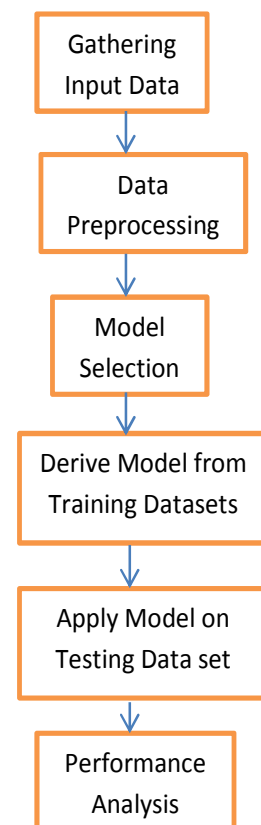 Gathering
Input Data
Data
Preprocessing
Model
Selection
Derive Model from
Training Datasets
Apply Model on
Testing Data set
Performance
Analysis